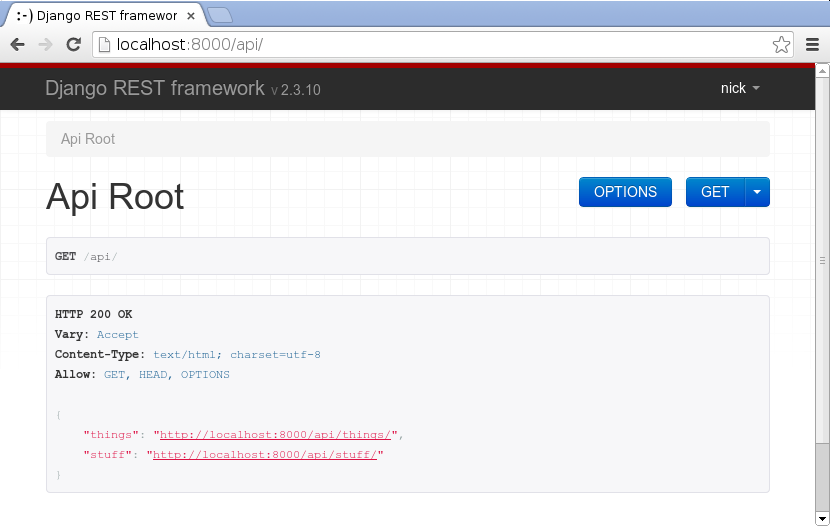 :-) Django REST framewor ×
localhost:8000/api/
Django REST framework v 2.3.10
nick
Api Root
Api Root
OPTIONS GET
GET /api/
HTTP 200 OK
Vary: Accept
Content-Type: text/html; charset=utf-8
Allow: GET, HEAD, OPTIONS
{
"things": "http://localhost:8000/api/things/",
"stuff": "http://localhost:8000/api/stuff/"
}